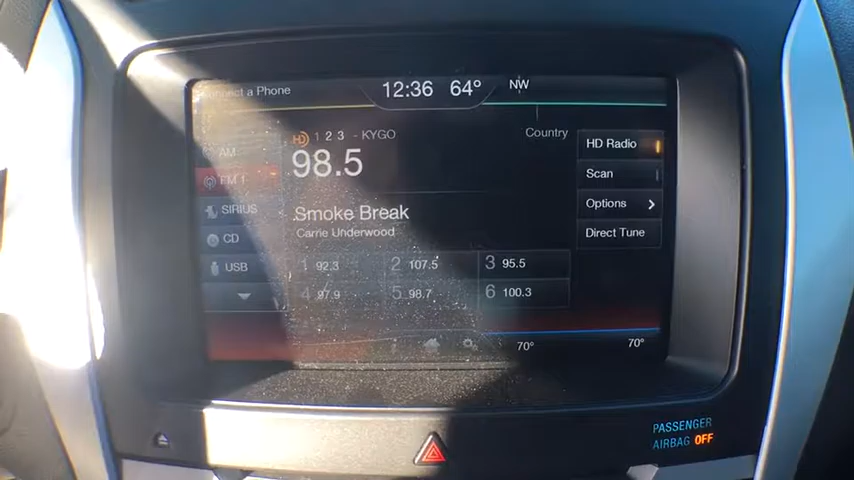 Connect a Phone
12:36 64° NW
HD 1 2 3 - KYGO
Country
98.5
AM
FM 1
SIRIUS
CD
USB
Smoke Break
Carrie Underwood
1 92.3 2 107.5 3 95.5
4 97.9 5 98.7 6 100.3
HD Radio
Scan
Options
Direct Tune
70° 70°
PASSENGER
AIRBAG OFF